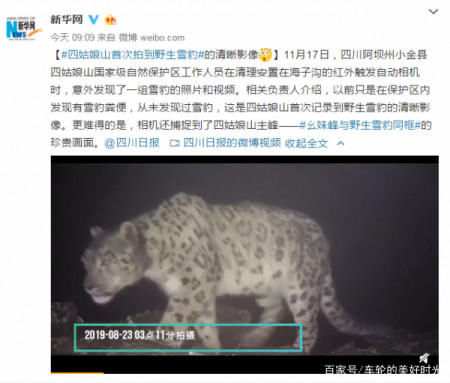 www.news.cn
新华网
News
新华网
今天 09:09 来自 微博 weibo.com
【#四姑娘山首次拍到野生雪豹#的清晰影像】11月17日，四川阿坝州小金县
四姑娘山国家级自然保护区工作人员在清理安置在海子沟的红外触发自动相机
时，意外发现了一组雪豹的照片和视频。相关负责人介绍，以前只是在保护区内
发现有雪豹粪便，从未发现过雪豹，这是四姑娘山首次记录到野生雪豹的清晰影
像。更难得的是，相机还捕捉到了四姑娘山主峰——#幺妹峰与野生雪豹同框#的
珍贵画面。@四川日报 四川日报的微博视频 收起全文
2019-08-23 03点11分拍摄
百家号/车轮的美好时光